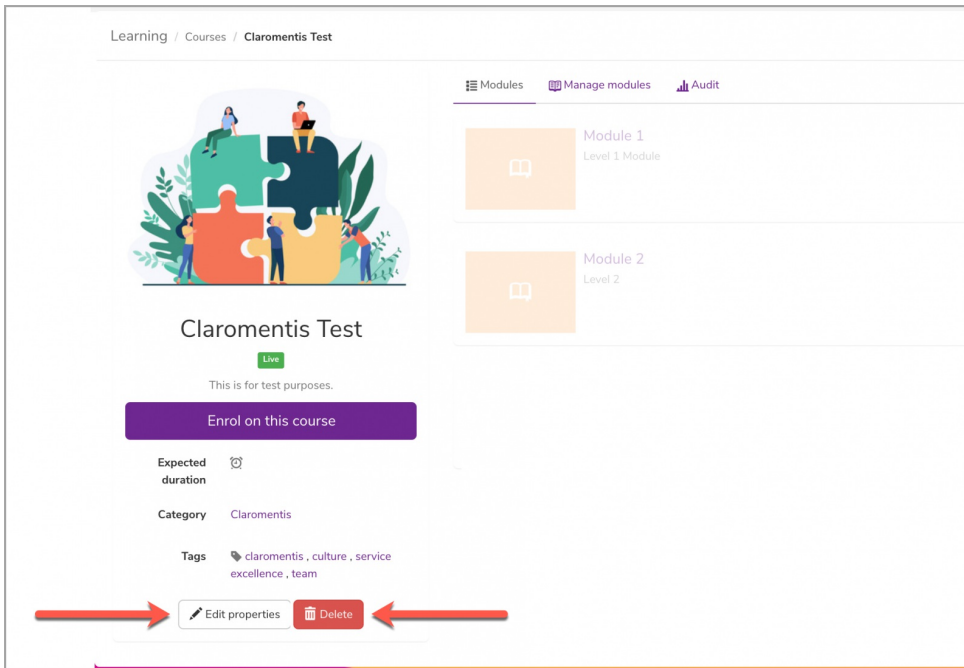 Learning / Courses / Claromentis Test
Modules
Manage modules
Audit
Module 1
Level 1 Module
Module 2
Level 2
Claromentis Test
Live
This is for test purposes.
Enrol on this course
Expected
duration
Category
Claromentis
Tags
claromentis , culture , service
excellence , team
Edit properties
Delete